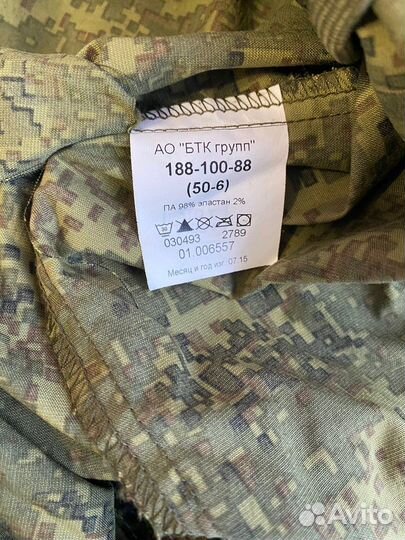 АО "БТК групп"
188-100-88
(50-6)
ПА 98% эластан 2%
30
030493 2789
01.006557
Месяц и год изг. 07.15
Avito